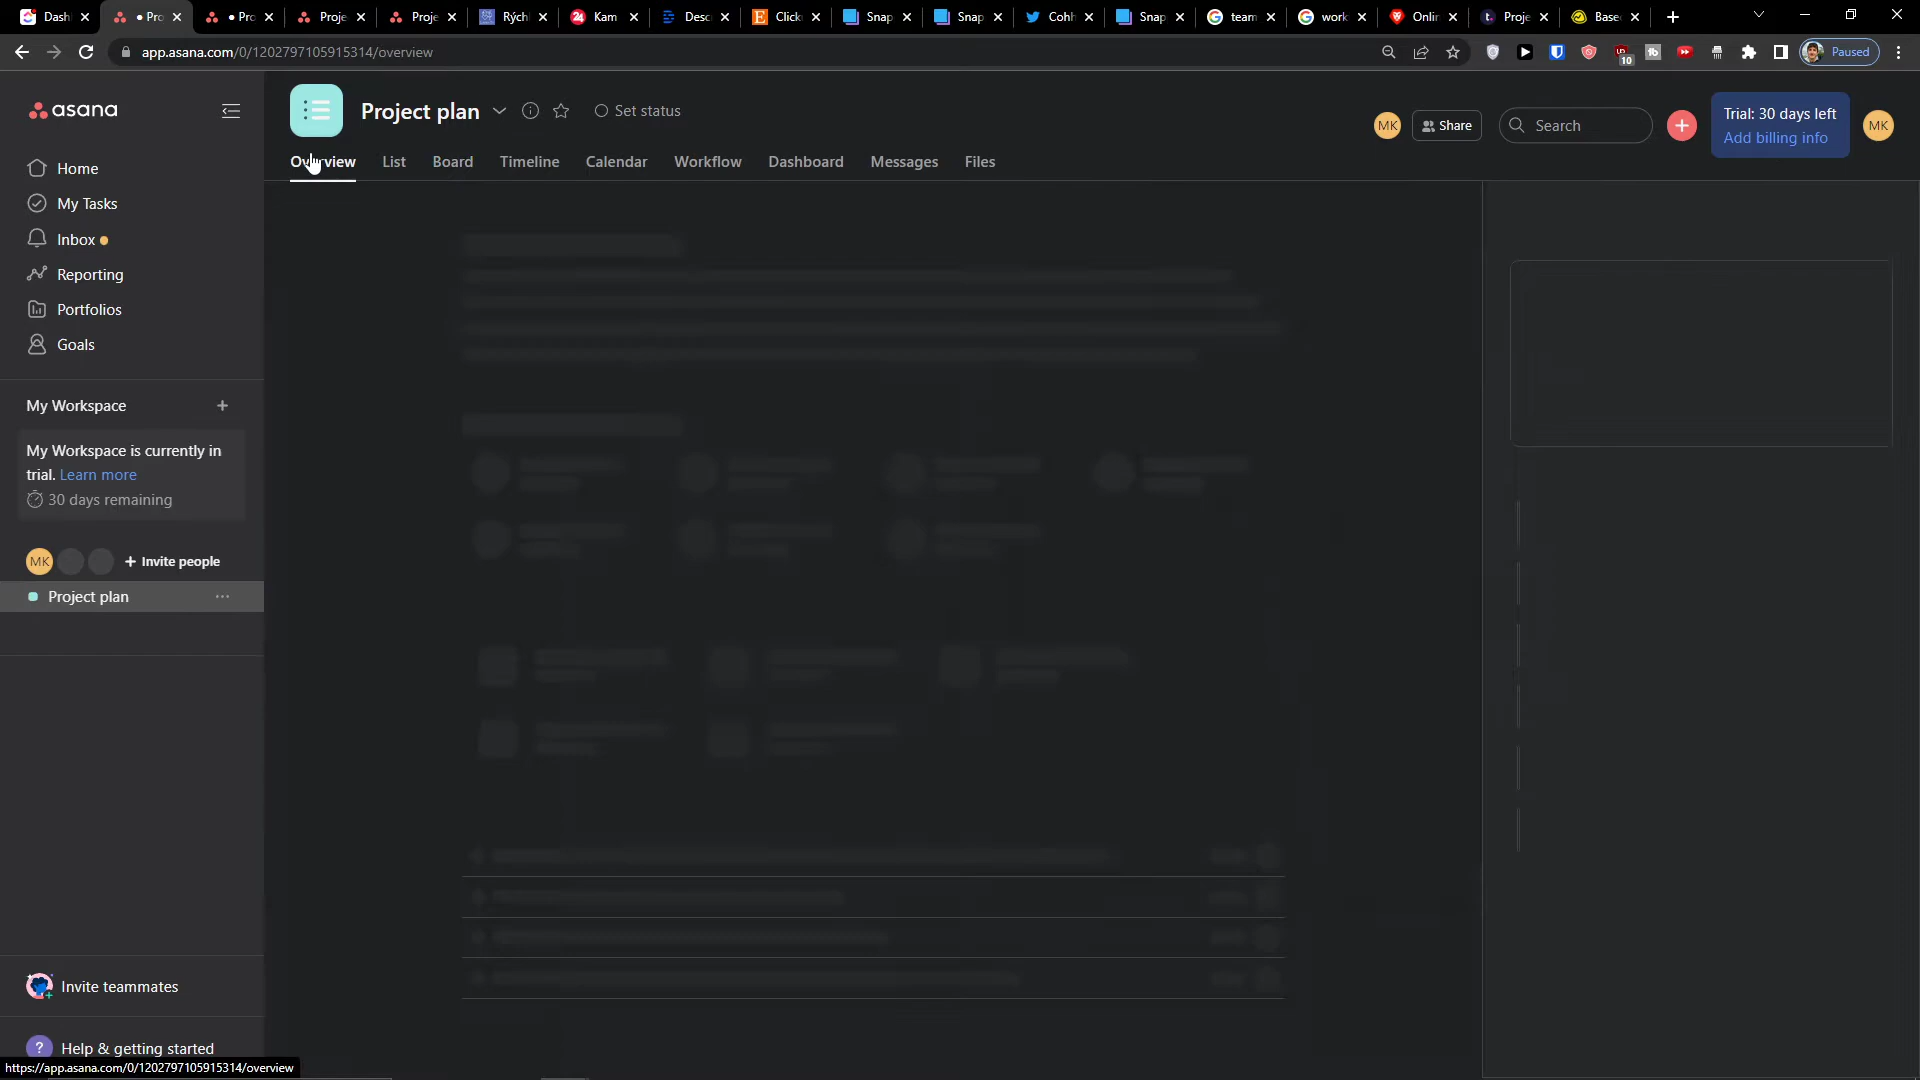 Dash
Pro
Pro
Proje
Proje
Rých
Kam
Desc
Click
Snap
Snap
Cohh
Snap
team
work
Onlin
Proje
Base
app.asana.com/0/1202797105915314/overview
10
Paused
asana
Project plan
Set status
MK
Share
Search
Trial: 30 days left
Add billing info
MK
Overview
List
Board
Timeline
Calendar
Workflow
Dashboard
Messages
Files
Home
My Tasks
Inbox
Reporting
Portfolios
Goals
My Workspace
My Workspace is currently in
trial. Learn more
30 days remaining
MK
+ Invite people
Project plan
Invite teammates
? Help & getting started
https://app.asana.com/0/1202797105915314/overview